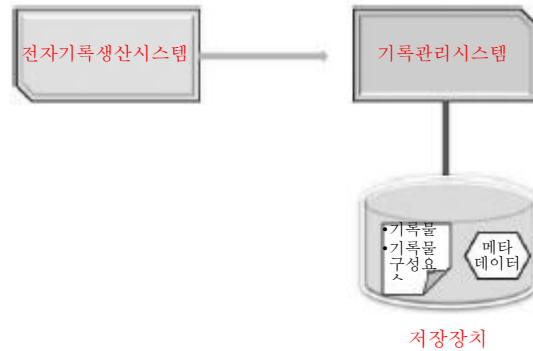 전자기록생산시스템
기록관리시스템
•기록물
•기록물
구성요
소
메타
데이터
저장장치